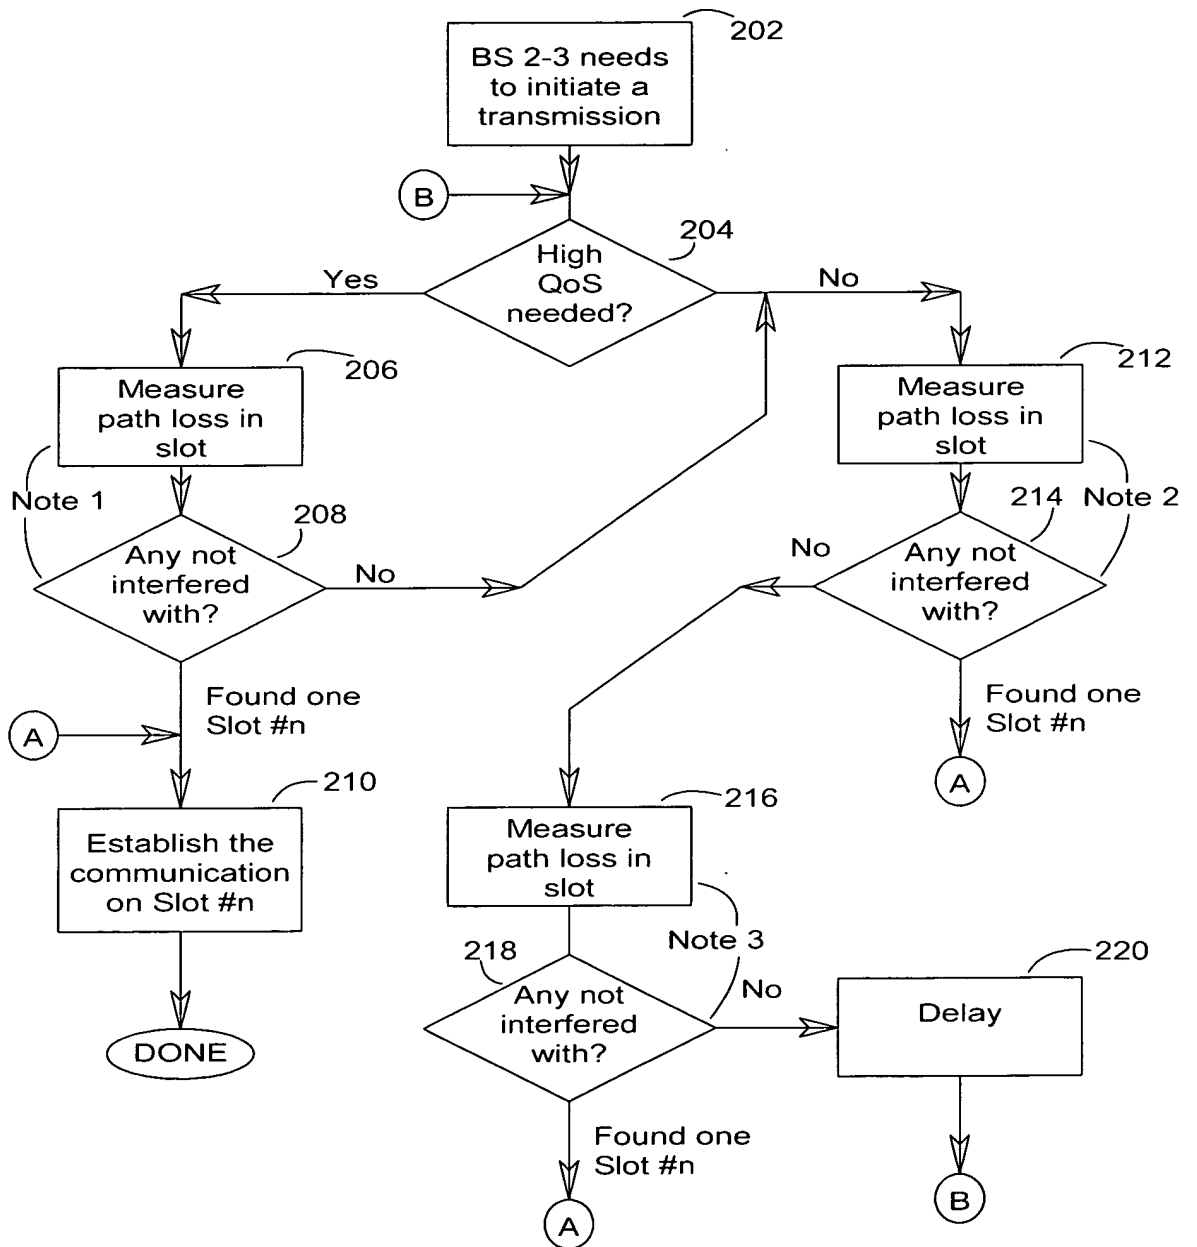 202
BS 2-3 needs
to initiate a
transmission
B
204
High
QoS
needed?
Yes
No
206
Measure
path loss in
slot
212
Measure
path loss in
slot
Note 1
208
Any not
interfered
with?
No
214
Note 2
Any not
interfered
with?
No
Found one
Slot #n
A
Found one
Slot #n
A
210
Establish the
communication
on Slot #n
DONE
216
Measure
path loss in
slot
Note 3
218
Any not
interfered
with?
No
220
Delay
Found one
Slot #n
A
B